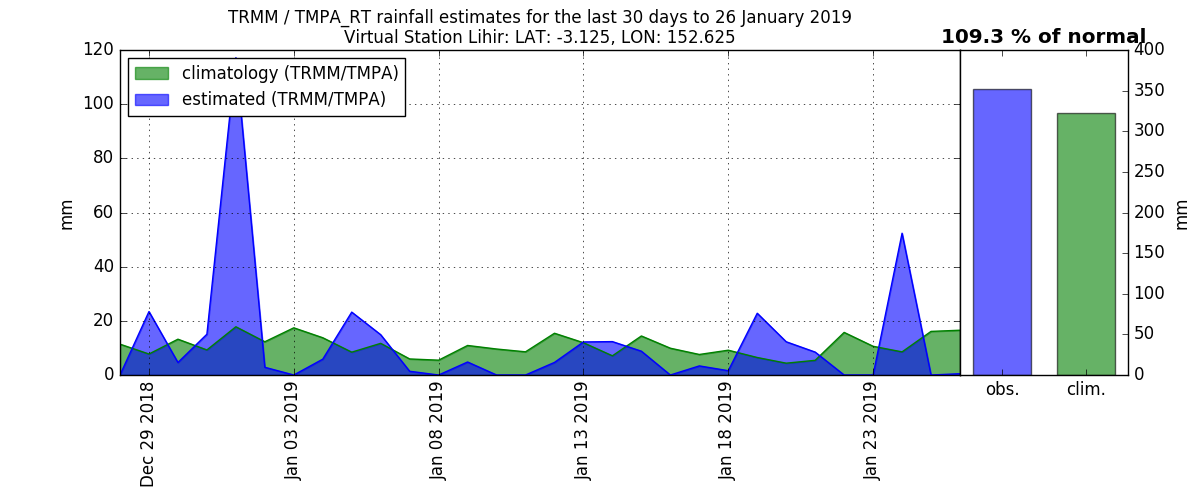 TRMM / TMPA_RT rainfall estimates for the last 30 days to 26 January 2019
Virtual Station Lihir: LAT: -3.125, LON: 152.625
109.3 % of normal
climatology (TRMM/TMPA)
estimated (TRMM/TMPA)
mm
120
100
80
60
40
20
0
Dec 29 2018
Jan 03 2019
Jan 08 2019
Jan 13 2019
Jan 18 2019
Jan 23 2019
obs.
clim.
400
350
300
250
200
150
100
50
0
mm